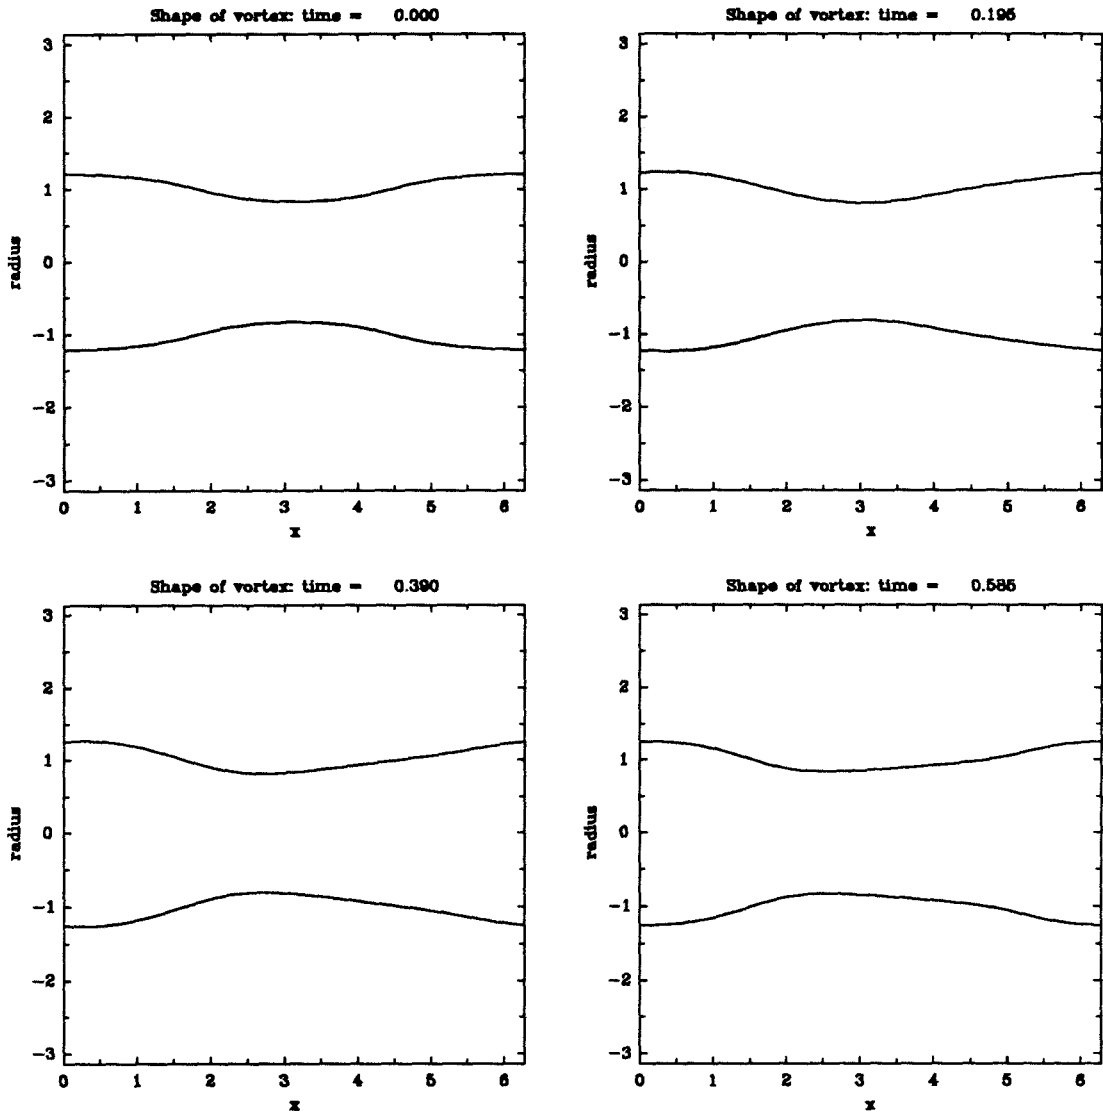 Shape of vortex: time = 0.000
3
2
1
0
-1
-2
-3
radius
0 1 2 3 4 5 6
x
Shape of vortex: time = 0.195
3
2
1
0
-1
-2
-3
radius
0 1 2 3 4 5 6
x
Shape of vortex: time = 0.390
3
2
1
0
-1
-2
-3
radius
0 1 2 3 4 5 6
x
Shape of vortex: time = 0.585
3
2
1
0
-1
-2
-3
radius
0 1 2 3 4 5 6
x